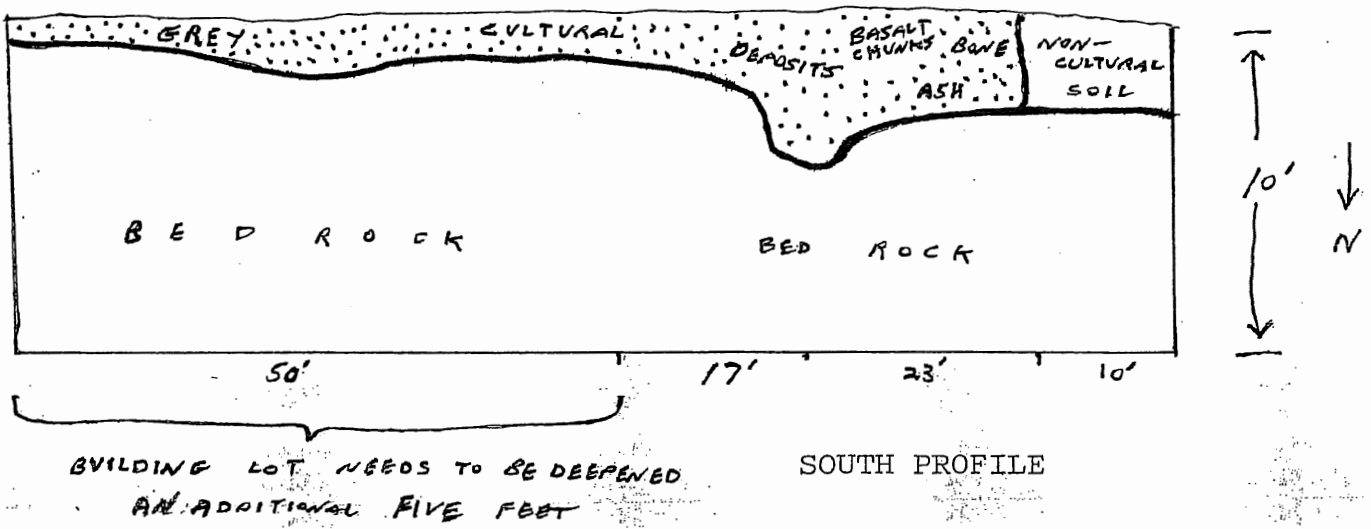 GREY CULTURAL DEPOSITS BASALT CHUNKS BONE ASH
NON-
CULTURAL
SOIL
10'
N
BED ROCK
BED ROCK
50' 17' 23' 10'
BUILDING LOT NEEDS TO BE DEEPENED
AN ADDITIONAL FIVE FEET
SOUTH PROFILE